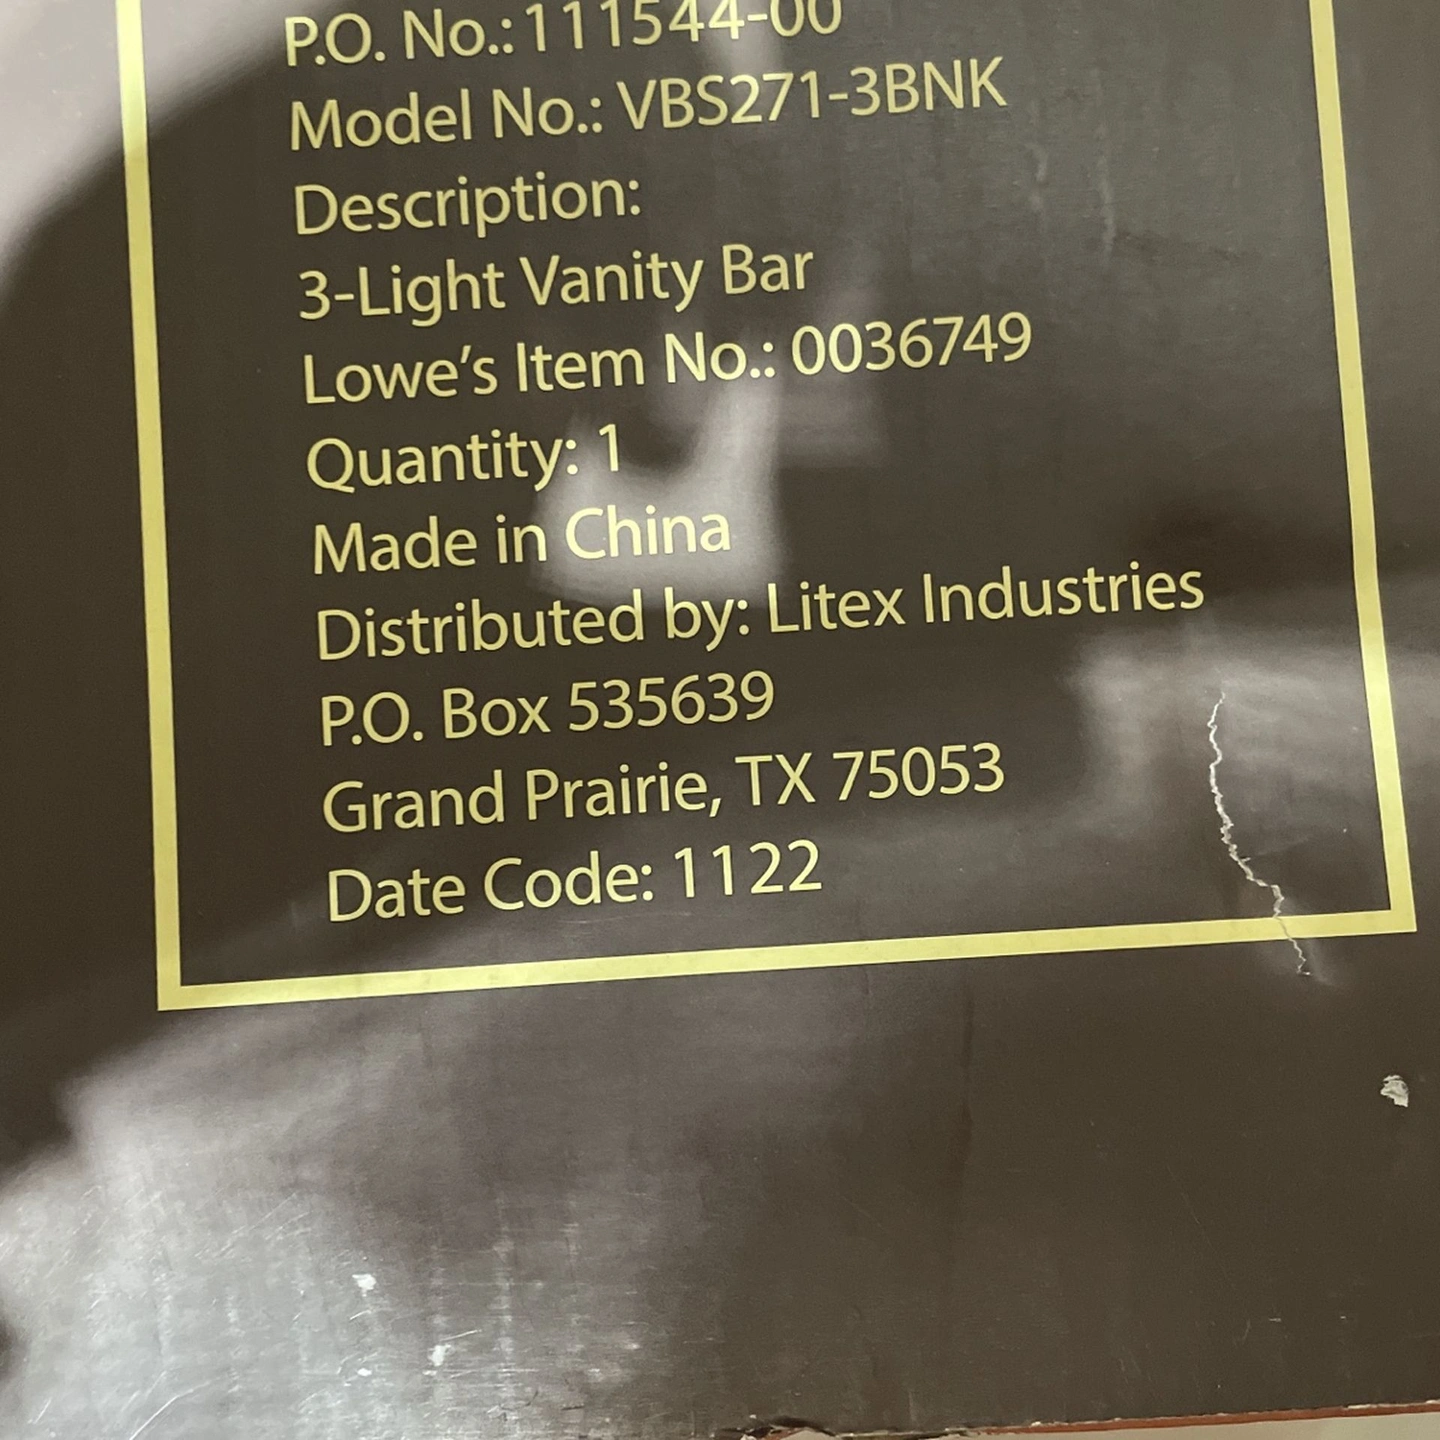 P.O. No.:111544-00
Model No.: VBS271-3BNK
Description:
3-Light Vanity Bar
Lowe’s Item No.: 0036749
Quantity: 1
Made in China
Distributed by: Litex Industries
P.O. Box 535639
Grand Prairie, TX 75053
Date Code: 1122